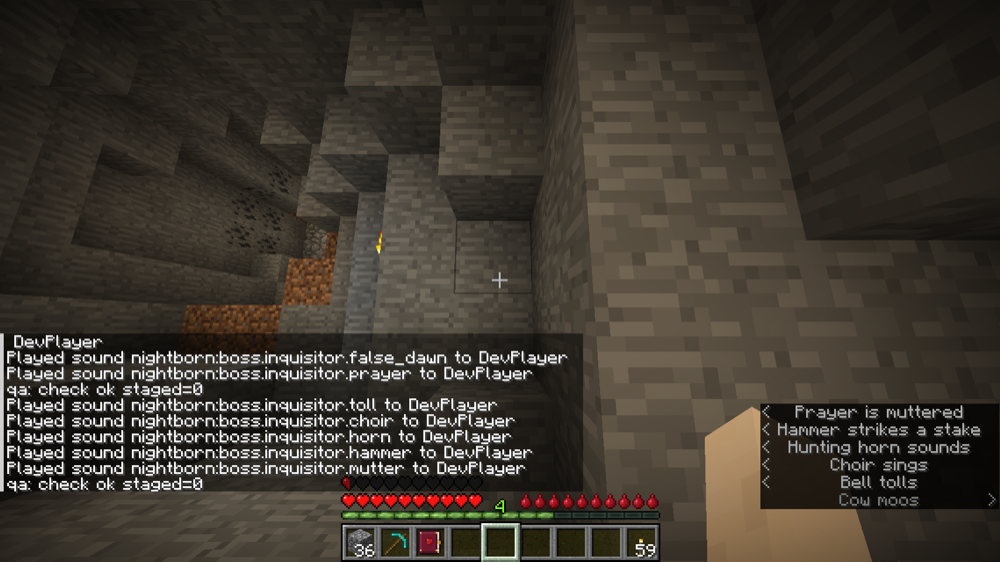 DevPlayer
Played sound nightborn:boss.inquisitor.false_dawn to DevPlayer
Played sound nightborn:boss.inquisitor.prayer to DevPlayer
qa: check ok staged=0
Played sound nightborn:boss.inquisitor.toll to DevPlayer
Played sound nightborn:boss.inquisitor.choir to DevPlayer
Played sound nightborn:boss.inquisitor.horn to DevPlayer
Played sound nightborn:boss.inquisitor.hammer to DevPlayer
Played sound nightborn:boss.inquisitor.mutter to DevPlayer
qa: check ok staged=0
< Prayer is muttered
< Hammer strikes a stake
< Hunting horn sounds
< Choir sings
< Bell tolls
Cow moos >
4
36
59